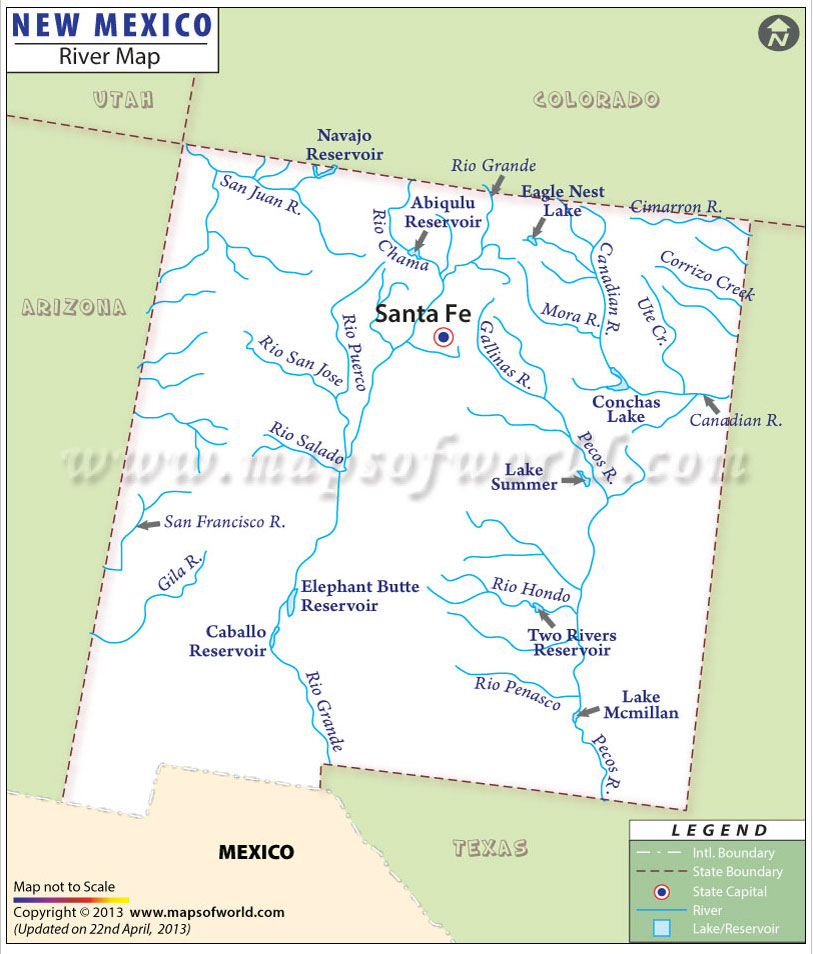 NEW MEXICO
River Map
N
UTAH
COLORADO
Navajo
Reservoir
Rio Grande
San Juan R.
Abiqulu
Reservoir
Eagle Nest
Lake
Cimarron R.
Rio
Chama
Canadian R.
Corrizo Creek
ARIZONA
Santa Fe
Rio Puerco
Mora R.
Ute Cr.
Gallinas R.
Rio San Jose
Conchas
Lake
Canadian R.
Rio Salado
Pecos R.
www.mapsofworld.com
Lake
Summer
San Francisco R.
Gila R.
Elephant Butte
Reservoir
Rio Hondo
Caballo
Reservoir
Two Rivers
Reservoir
Rio Grande
Rio Penasco
Lake
Mcmillan
Pecos R.
MEXICO
TEXAS
LEGEND
Intl. Boundary
State Boundary
State Capital
River
Lake/Reservoir
Map not to Scale
Copyright © 2013 www.mapsofworld.com
(Updated on 22nd April, 2013)